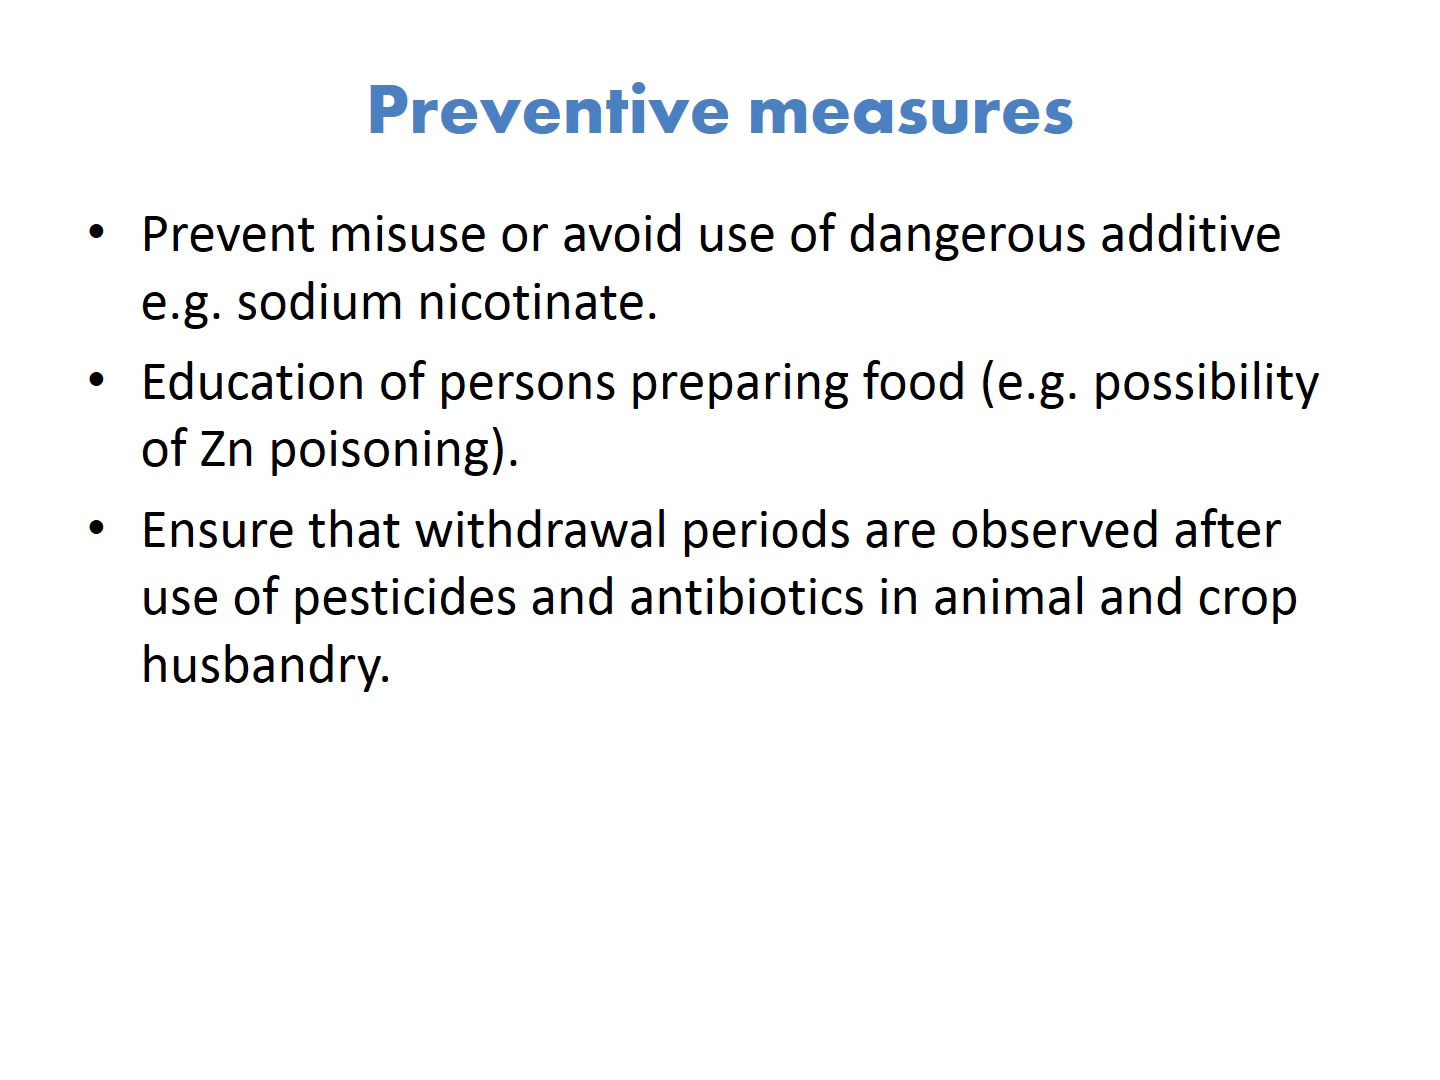 Preventive measures
• Prevent misuse or avoid use of dangerous additive
e.g. sodium nicotinate.
• Education of persons preparing food (e.g. possibility
of Zn poisoning).
• Ensure that withdrawal periods are observed after
use of pesticides and antibiotics in animal and crop
husbandry.